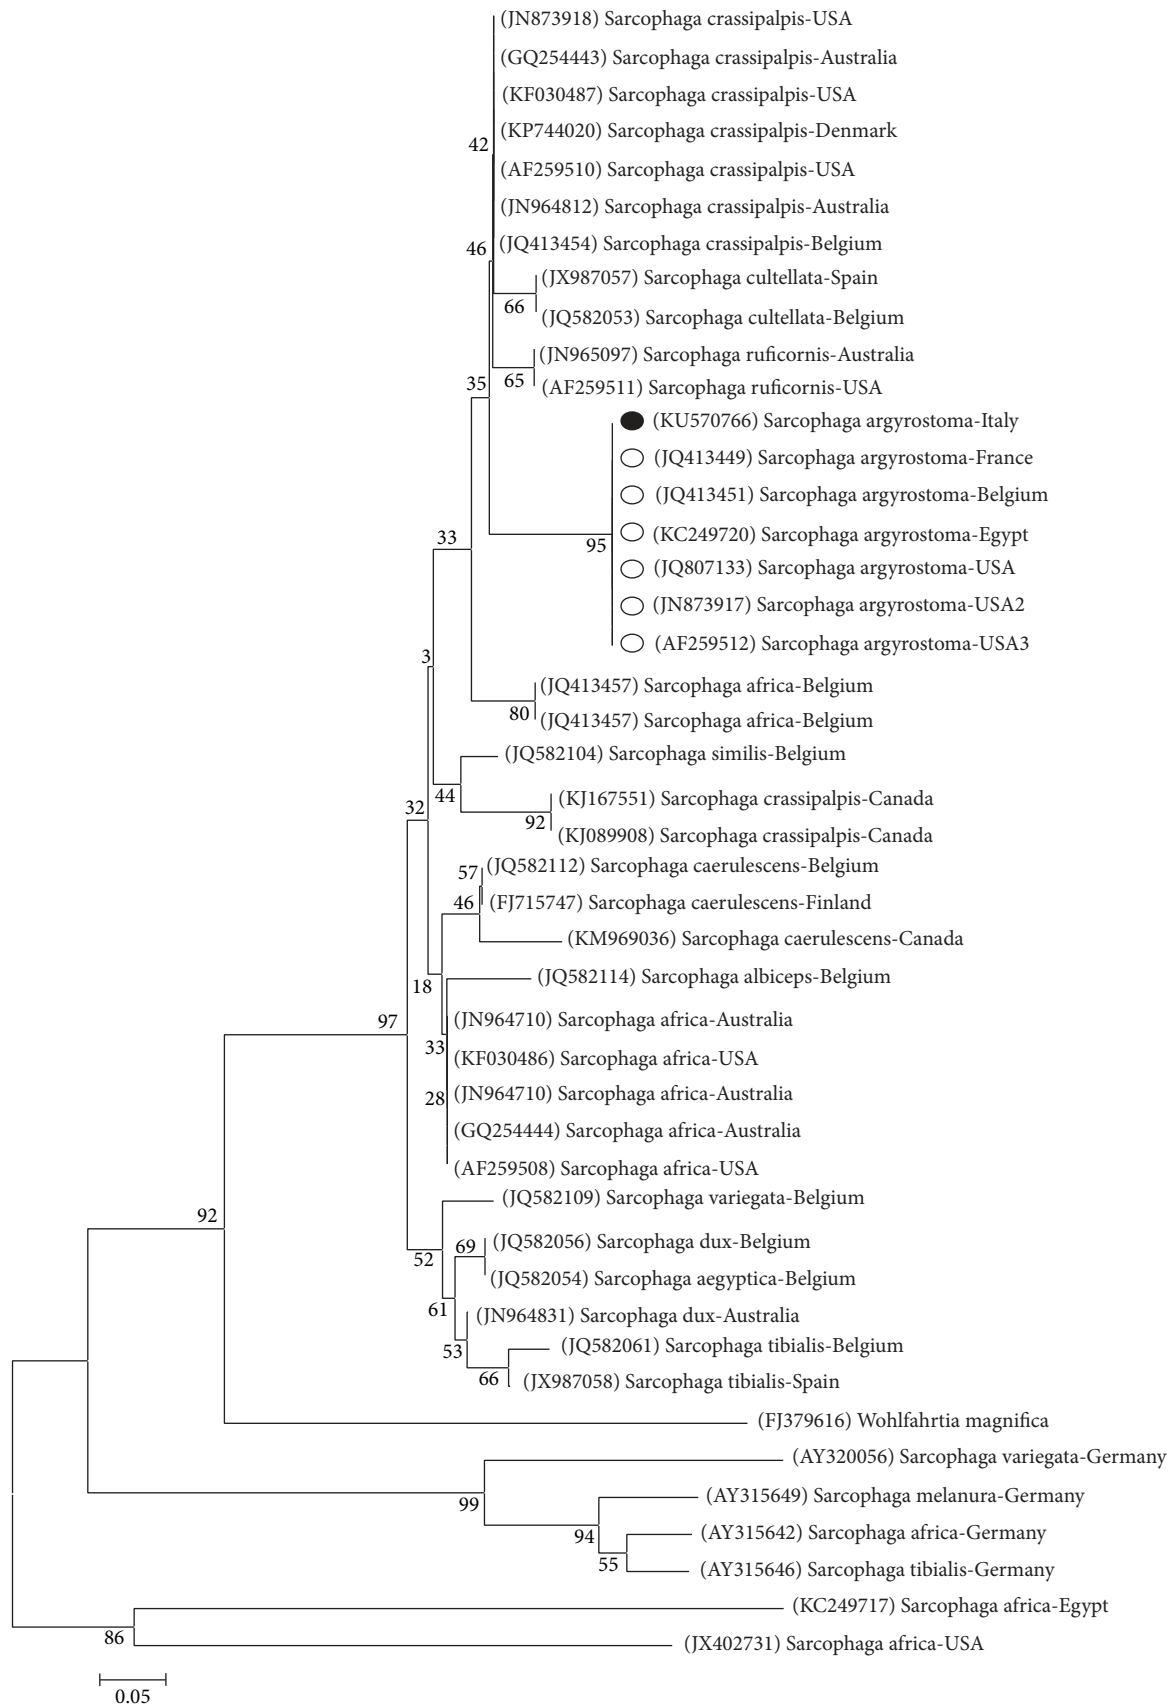 (JN873918) Sarcophaga crassipalpis-USA
(GQ254443) Sarcophaga crassipalpis-Australia
(KF030487) Sarcophaga crassipalpis-USA
(KP744020) Sarcophaga crassipalpis-Denmark
42
(AF259510) Sarcophaga crassipalpis-USA
(JN964812) Sarcophaga crassipalpis-Australia
46
(JQ413454) Sarcophaga crassipalpis-Belgium
(JX987057) Sarcophaga cultellata-Spain
66
(JQ582053) Sarcophaga cultellata-Belgium
(JN965097) Sarcophaga ruficornis-Australia
65
35
(AF259511) Sarcophaga ruficornis-USA
(KU570766) Sarcophaga argyrostoma-Italy
(JQ413449) Sarcophaga argyrostoma-France
(JQ413451) Sarcophaga argyrostoma-Belgium
(KC249720) Sarcophaga argyrostoma-Egypt
33
95
(JQ807133) Sarcophaga argyrostoma-USA
(JN873917) Sarcophaga argyrostoma-USA2
(AF259512) Sarcophaga argyrostoma-USA3
3
(JQ413457) Sarcophaga africa-Belgium
80
(JQ413457) Sarcophaga africa-Belgium
(JQ582104) Sarcophaga similis-Belgium
44
(KJ167551) Sarcophaga crassipalpis-Canada
32
92
(KJ089908) Sarcophaga crassipalpis-Canada
(JQ582112) Sarcophaga caerulescens-Belgium
57
46
(FJ715747) Sarcophaga caerulescens-Finland
(KM969036) Sarcophaga caerulescens-Canada
(JQ582114) Sarcophaga albiceps-Belgium
18
97
(JN964710) Sarcophaga africa-Australia
33
(KF030486) Sarcophaga africa-USA
(JN964710) Sarcophaga africa-Australia
28
(GQ254444) Sarcophaga africa-Australia
(AF259508) Sarcophaga africa-USA
(JQ582109) Sarcophaga variegata-Belgium
92
52
69
(JQ582056) Sarcophaga dux-Belgium
(JQ582054) Sarcophaga aegyptica-Belgium
61
(JN964831) Sarcophaga dux-Australia
53
(JQ582061) Sarcophaga tibialis-Belgium
66
(JX987058) Sarcophaga tibialis-Spain
(FJ379616) Wohlfahrtia magnifica
(AY320056) Sarcophaga variegata-Germany
99
(AY315649) Sarcophaga melanura-Germany
94
(AY315642) Sarcophaga africa-Germany
55
(AY315646) Sarcophaga tibialis-Germany
(KC249717) Sarcophaga africa-Egypt
86
(JX402731) Sarcophaga africa-USA
0.05